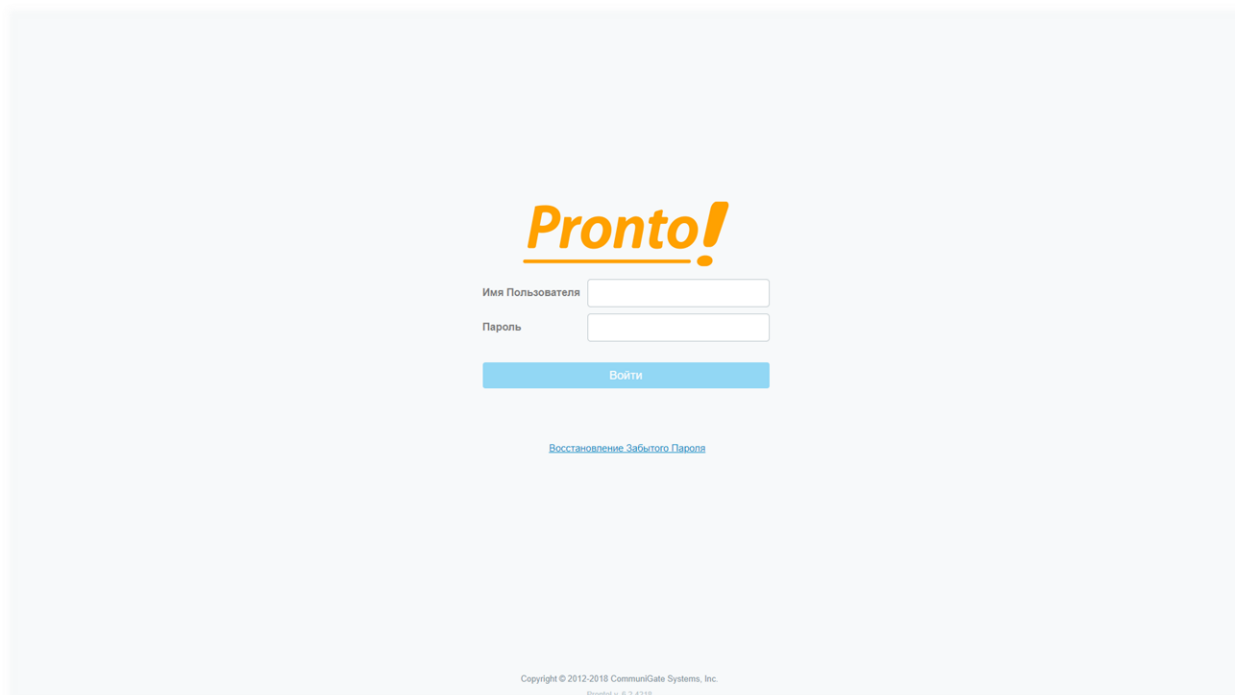 Pronto!
Имя Пользователя
Пароль
Войти
Восстановление Забытого Пароля
Copyright © 2012-2018 CommuniGate Systems, Inc.